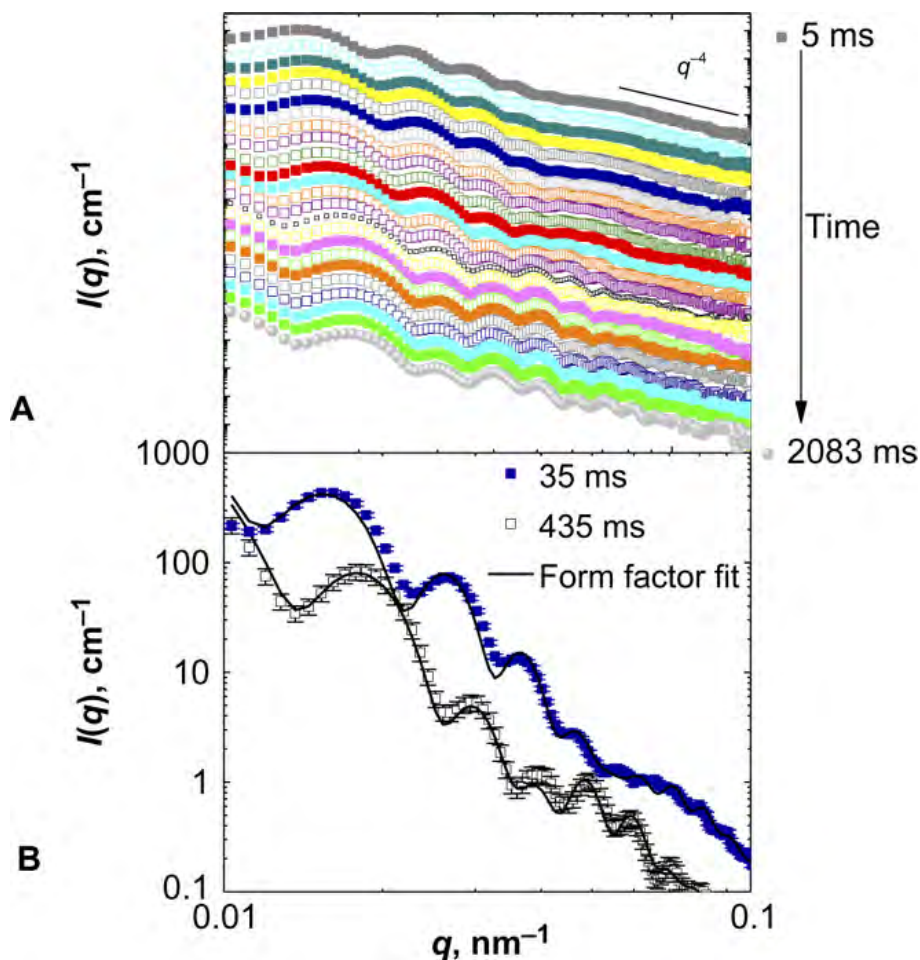 I(q), cm⁻¹
q⁻⁴
5 ms
Time
2083 ms
A
1000
100
10
1
0.1
I(q), cm⁻¹
35 ms
435 ms
Form factor fit
B
0.01
0.1
q, nm⁻¹